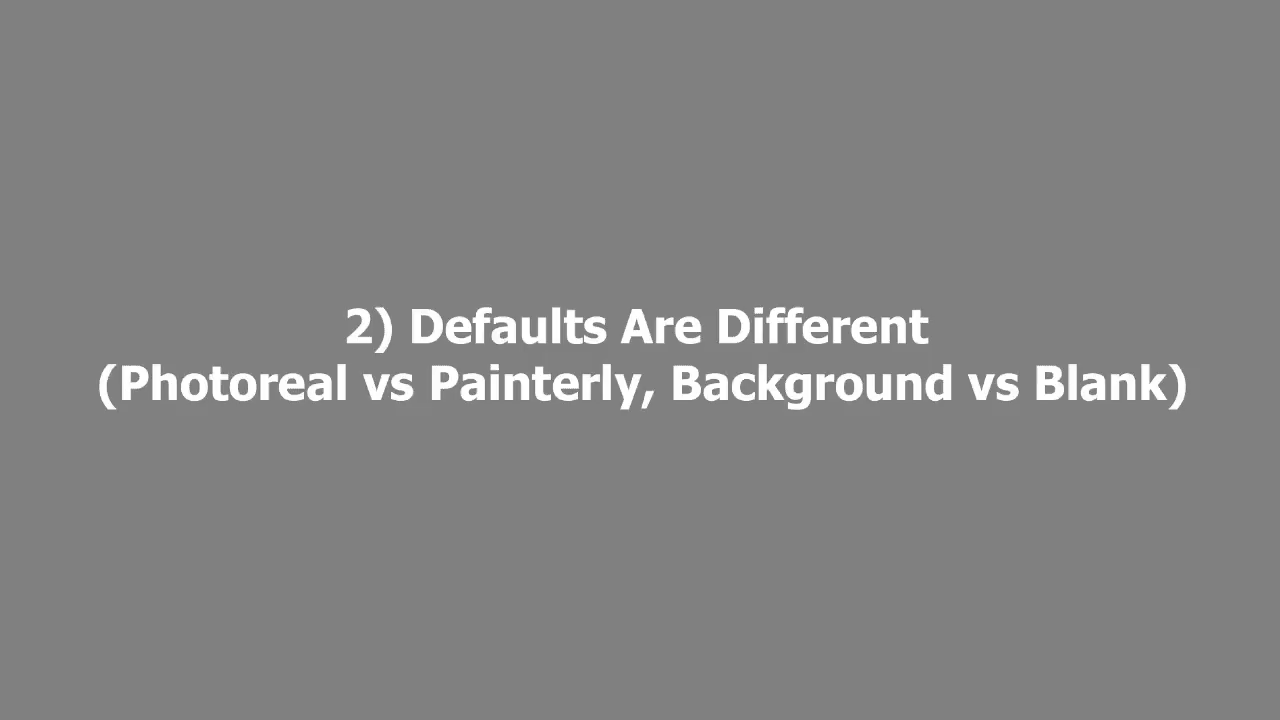 2) Defaults Are Different
(Photoreal vs Painterly, Background vs Blank)